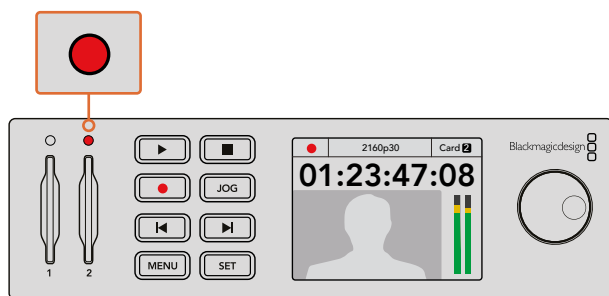 2160p30 Card 2
01:23:47:08
Blackmagicdesign
JOG
MENU SET
1 2